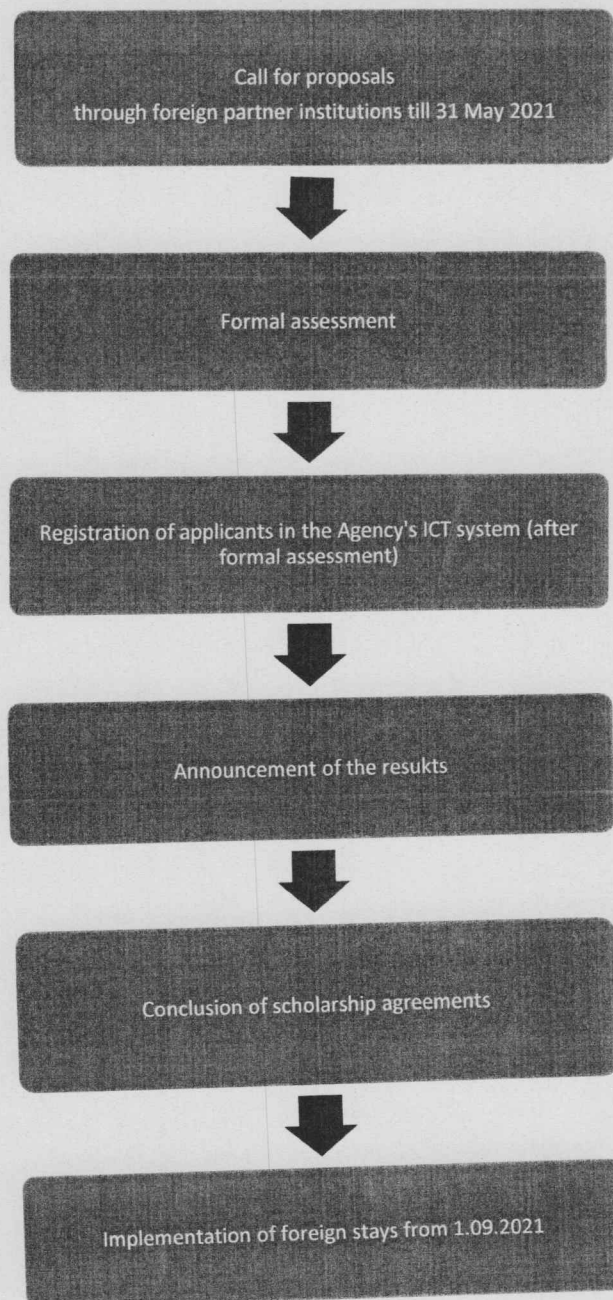 Call for proposals
through foreign partner institutions till 31 May 2021
Formal assessment
Registration of applicants in the Agency's ICT system (after
formal assessment)
Announcement of the resukts
Conclusion of scholarship agreements
Implementation of foreign stays from 1.09.2021